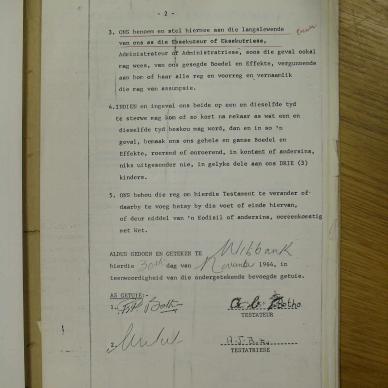 - 2 -
3. ONS benoem en stel hiermee aan die langslewende
van ons as die Eksekuteur of Eksekutriese,
Administrateur of Administratriese, soos die geval ookal
mag wees, van ons gesegde Boedel en Effekte, vergunnende
aan hom of haar alle reg en voorreg en vernaamlik
die mag van assumpsie.
4. INDIEN en ingeval ons beide op een en dieselfde tyd
te sterwe mag kom of so kort na mekaar as wat een en
dieselfde tyd beskou mag word, dan en in so 'n
geval, bemaak ons ons gehele en ganse Boedel en
Effekte, roerend of onroerend, in kontant of andersins,
niks uitgesonder nie, in gelyke dele aan ons DRIE (3)
kinders.
5. ONS behou die reg om hierdie Testament te verander of
daarby te voeg hetsy by die voet of einde hiervan,
of deur middel van 'n Kodisil of andersins, ooreenkomstig
met Wet.
ALDUS GEDOEN EN GETEKEN TE Witbank
hierdie 30th dag van November 1964, in
teenwoordigheid van die ondergetekende bevoegde getuie.
AS GETUIE:-
1. Botha
Botha
TESTATEUR
2.
TESTATRIESE